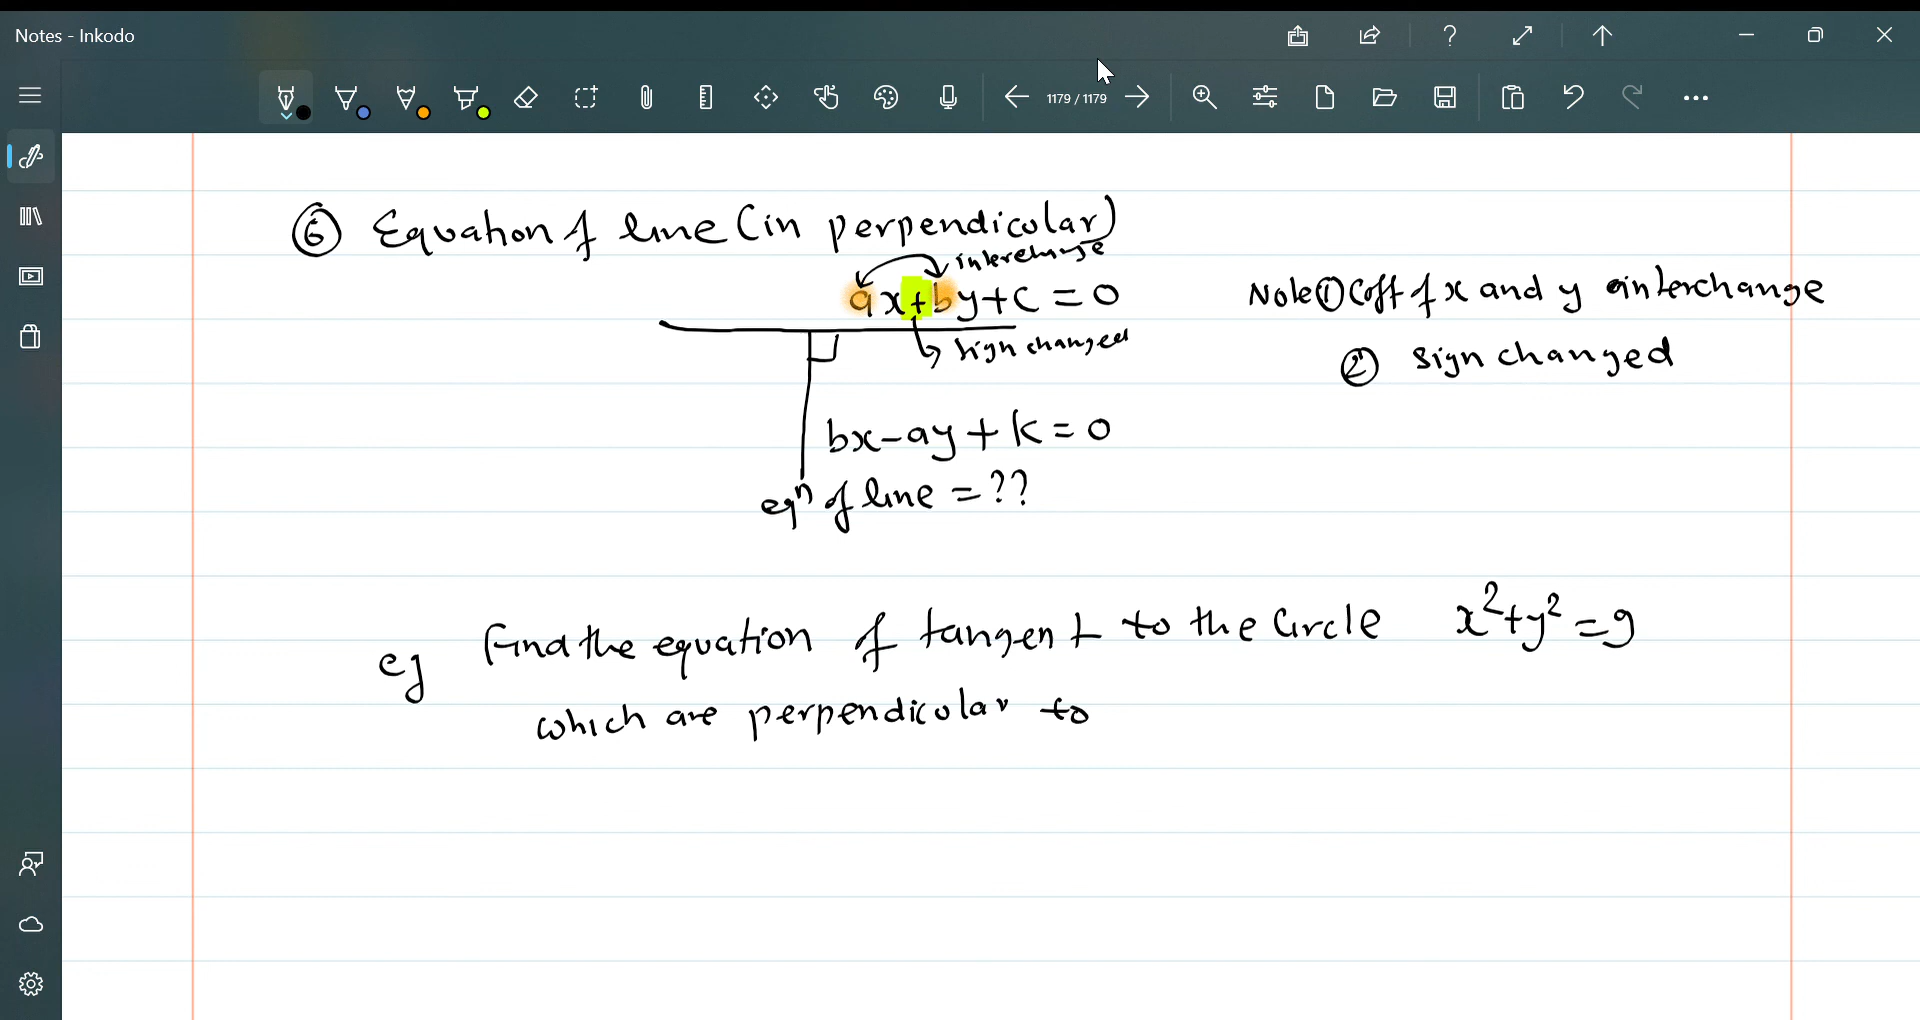 Notes - Inkodo
1179 / 1179
⑥ Equation of line (in perpendicular)
interchange
ax+by+c=0
sign changed
Note ① Coff of x and y interchange
② sign changed
bx-ay+k=0
eqⁿ of line = ??
eg Find the equation of tangent to the Circle x²+y²=9
which are perpendicular to